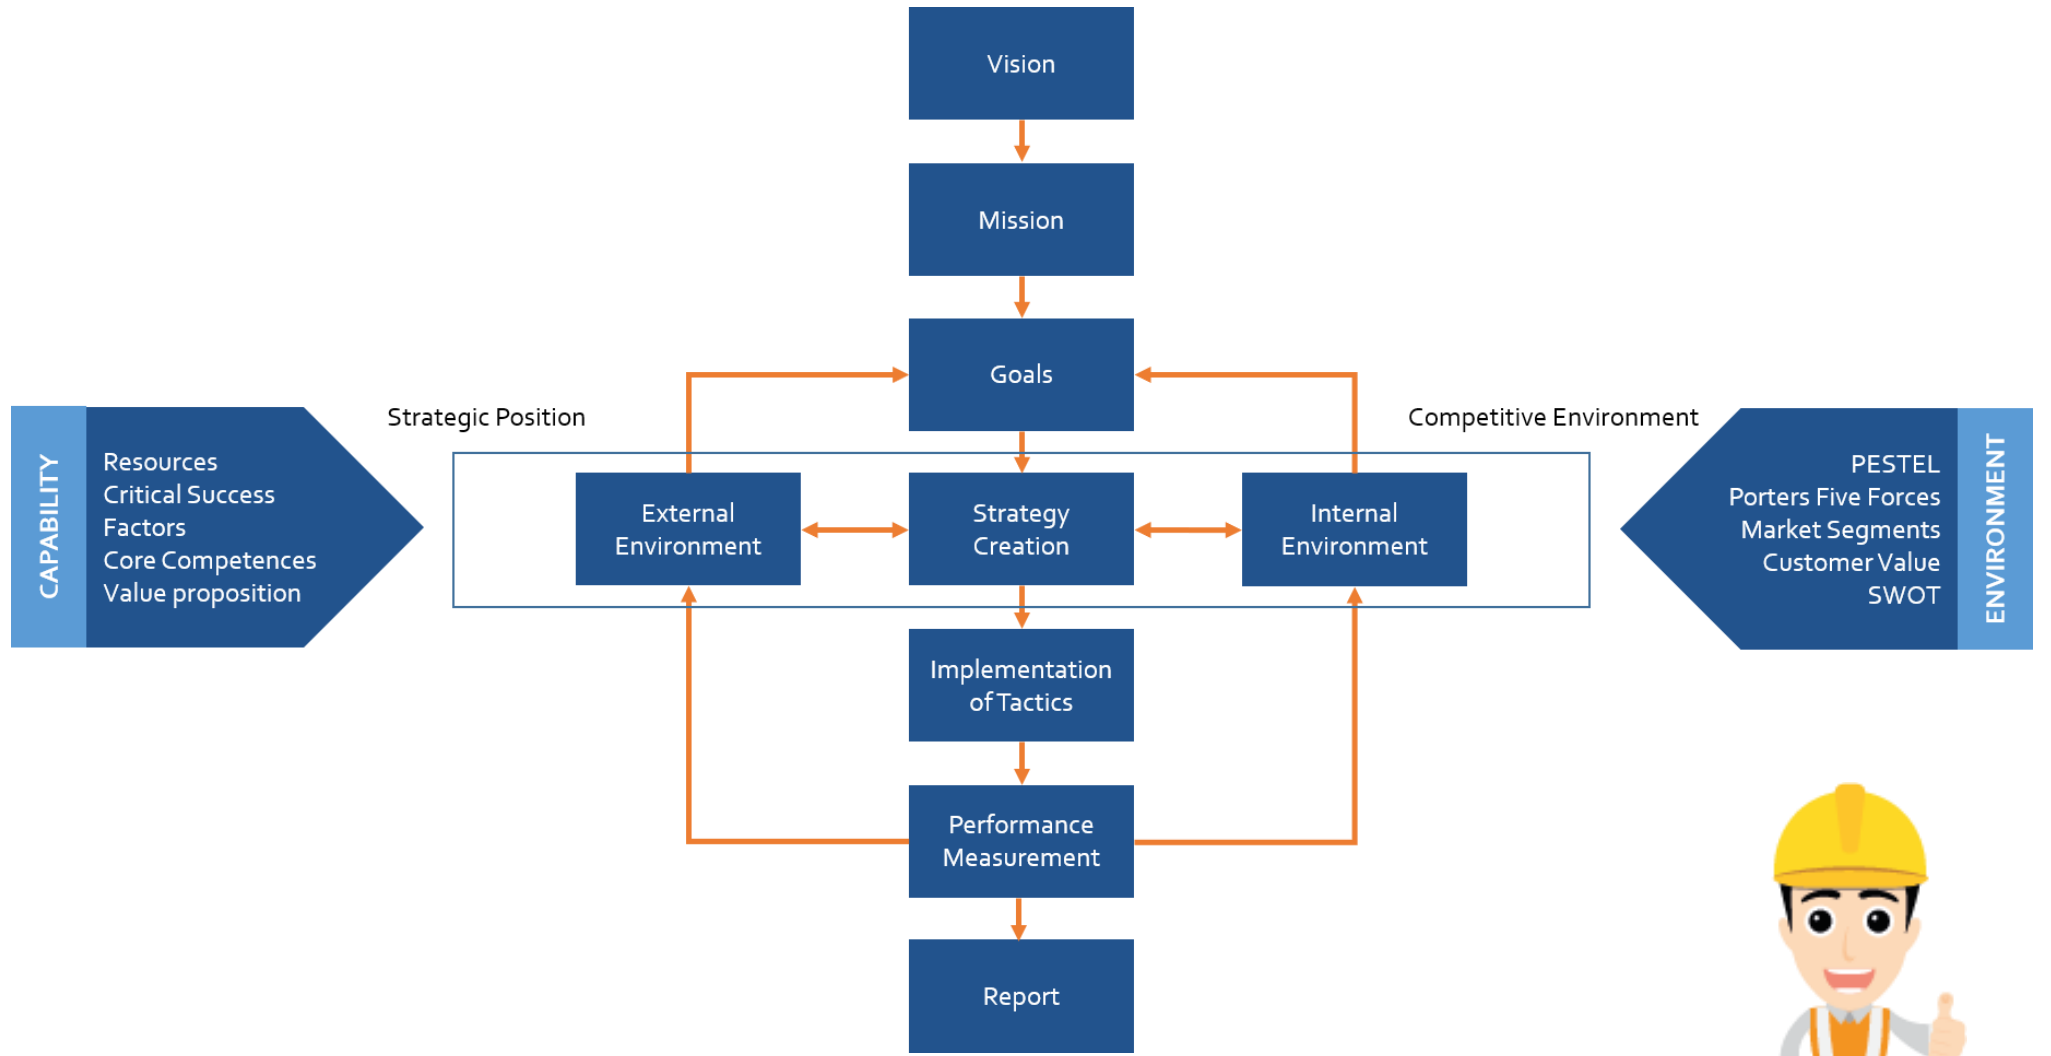 Vision
Mission
Goals
Strategic Position
Competitive Environment
CAPABILITY
Resources
Critical Success
Factors
Core Competences
Value proposition
External
Environment
Strategy
Creation
Internal
Environment
PESTEL
Porters Five Forces
Market Segments
Customer Value
SWOT
ENVIRONMENT
Implementation
of Tactics
Performance
Measurement
Report